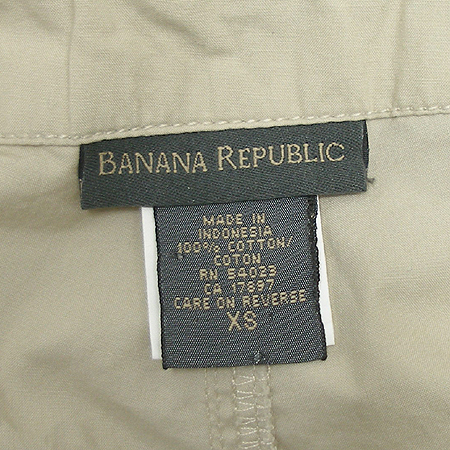 BANANA REPUBLIC
MADE IN
INDONESIA
100% COTTON/
COTON
RN 54023
CA 17897
CARE ON REVERSE
XS